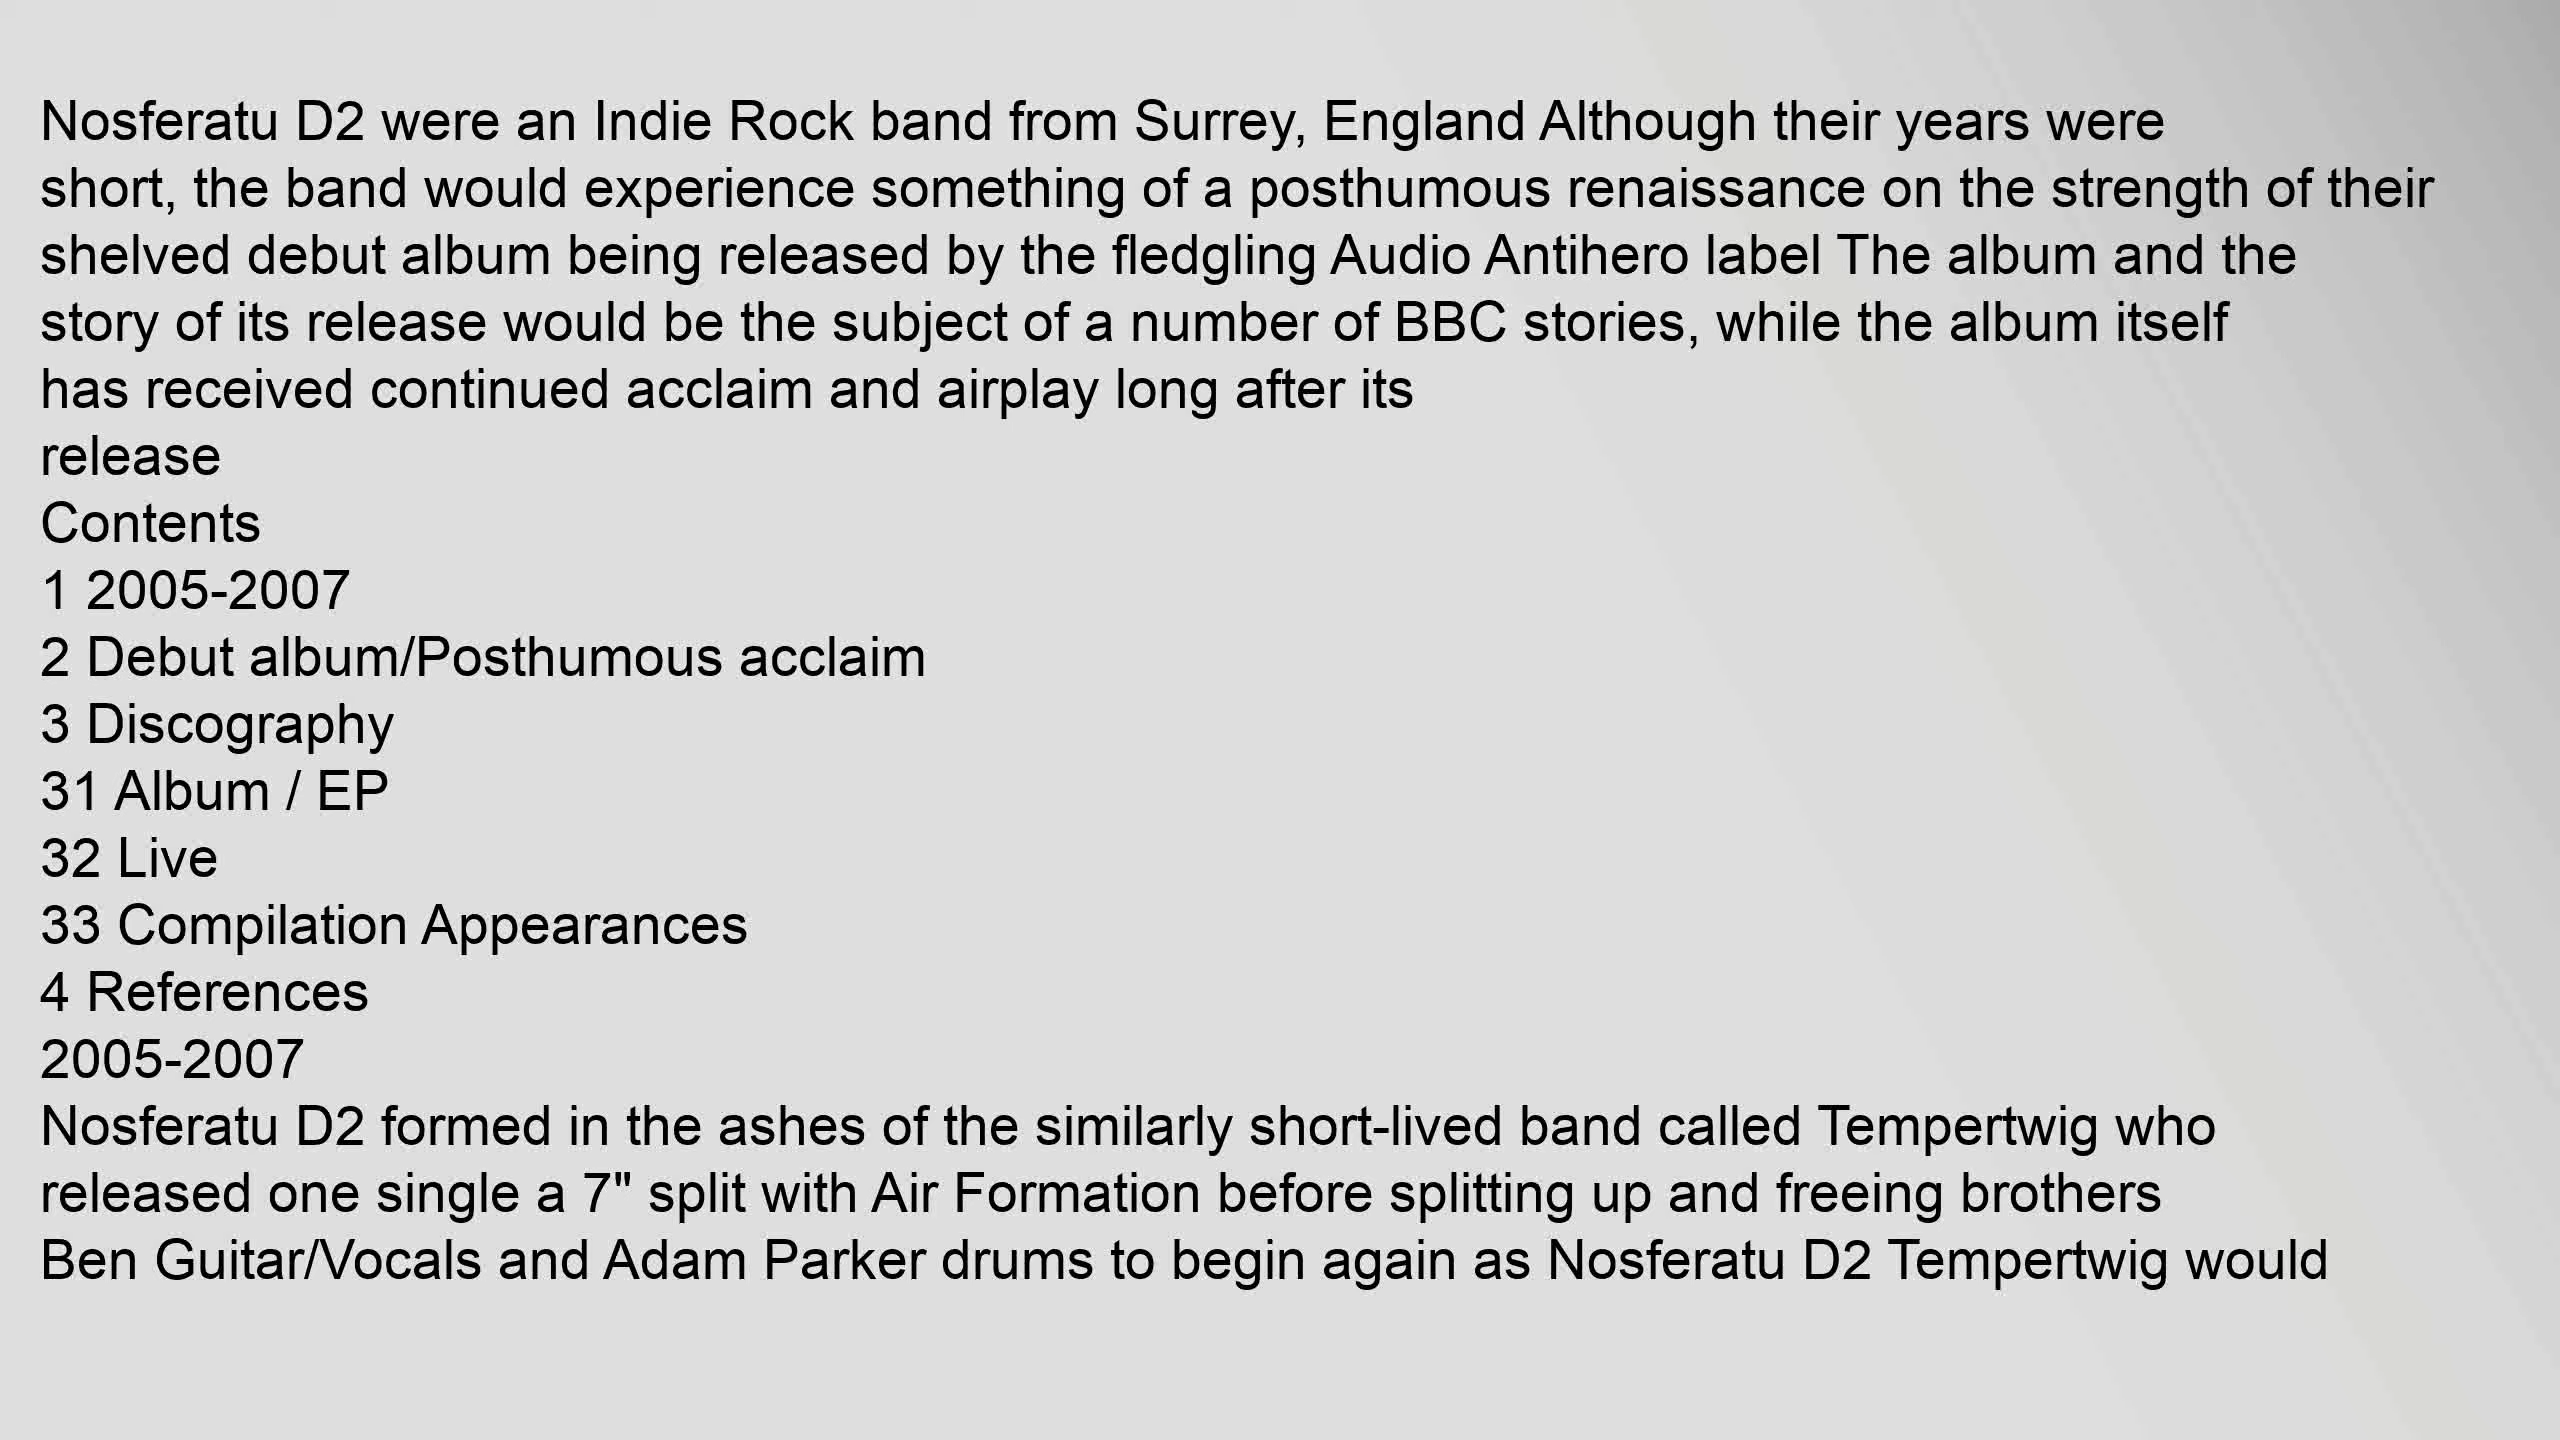 Nosferatu D2 were an Indie Rock band from Surrey, England Although their years were
short, the band would experience something of a posthumous renaissance on the strength of their
shelved debut album being released by the fledgling Audio Antihero label The album and the
story of its release would be the subject of a number of BBC stories, while the album itself
has received continued acclaim and airplay long after its
release
Contents
1 2005-2007
2 Debut album/Posthumous acclaim
3 Discography
31 Album / EP
32 Live
33 Compilation Appearances
4 References
2005-2007
Nosferatu D2 formed in the ashes of the similarly short-lived band called Tempertwig who
released one single a 7" split with Air Formation before splitting up and freeing brothers
Ben Guitar/Vocals and Adam Parker drums to begin again as Nosferatu D2 Tempertwig would